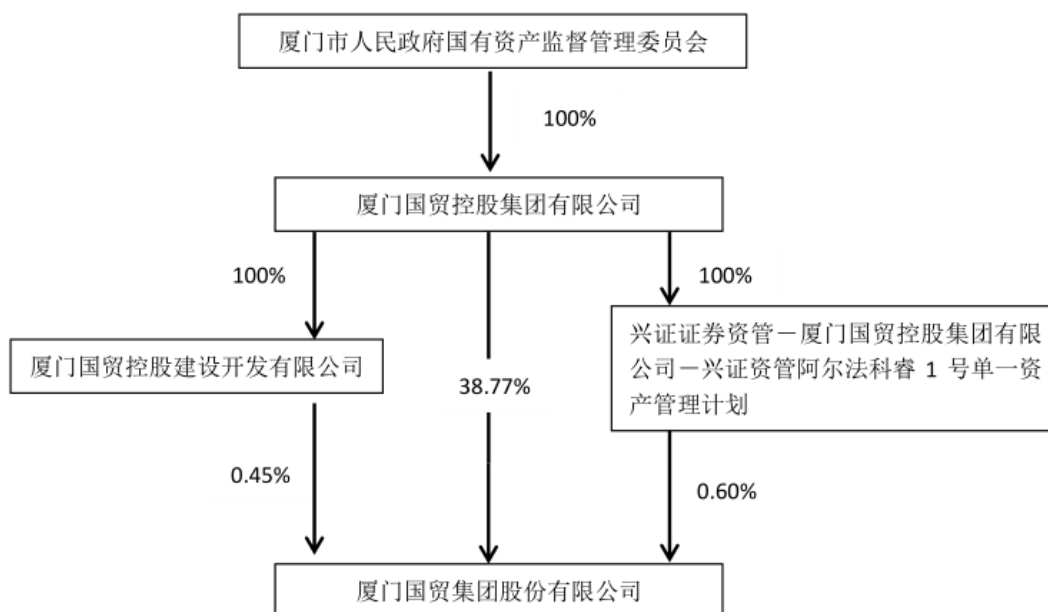 厦门市人民政府国有资产监督管理委员会
100%
厦门国贸控股集团有限公司
100%
100%
厦门国贸控股建设开发有限公司
38.77%
兴证证券资管－厦门国贸控股集团有限
公司－兴证资管阿尔法科睿 1 号单一资
产管理计划
0.45%
0.60%
厦门国贸集团股份有限公司